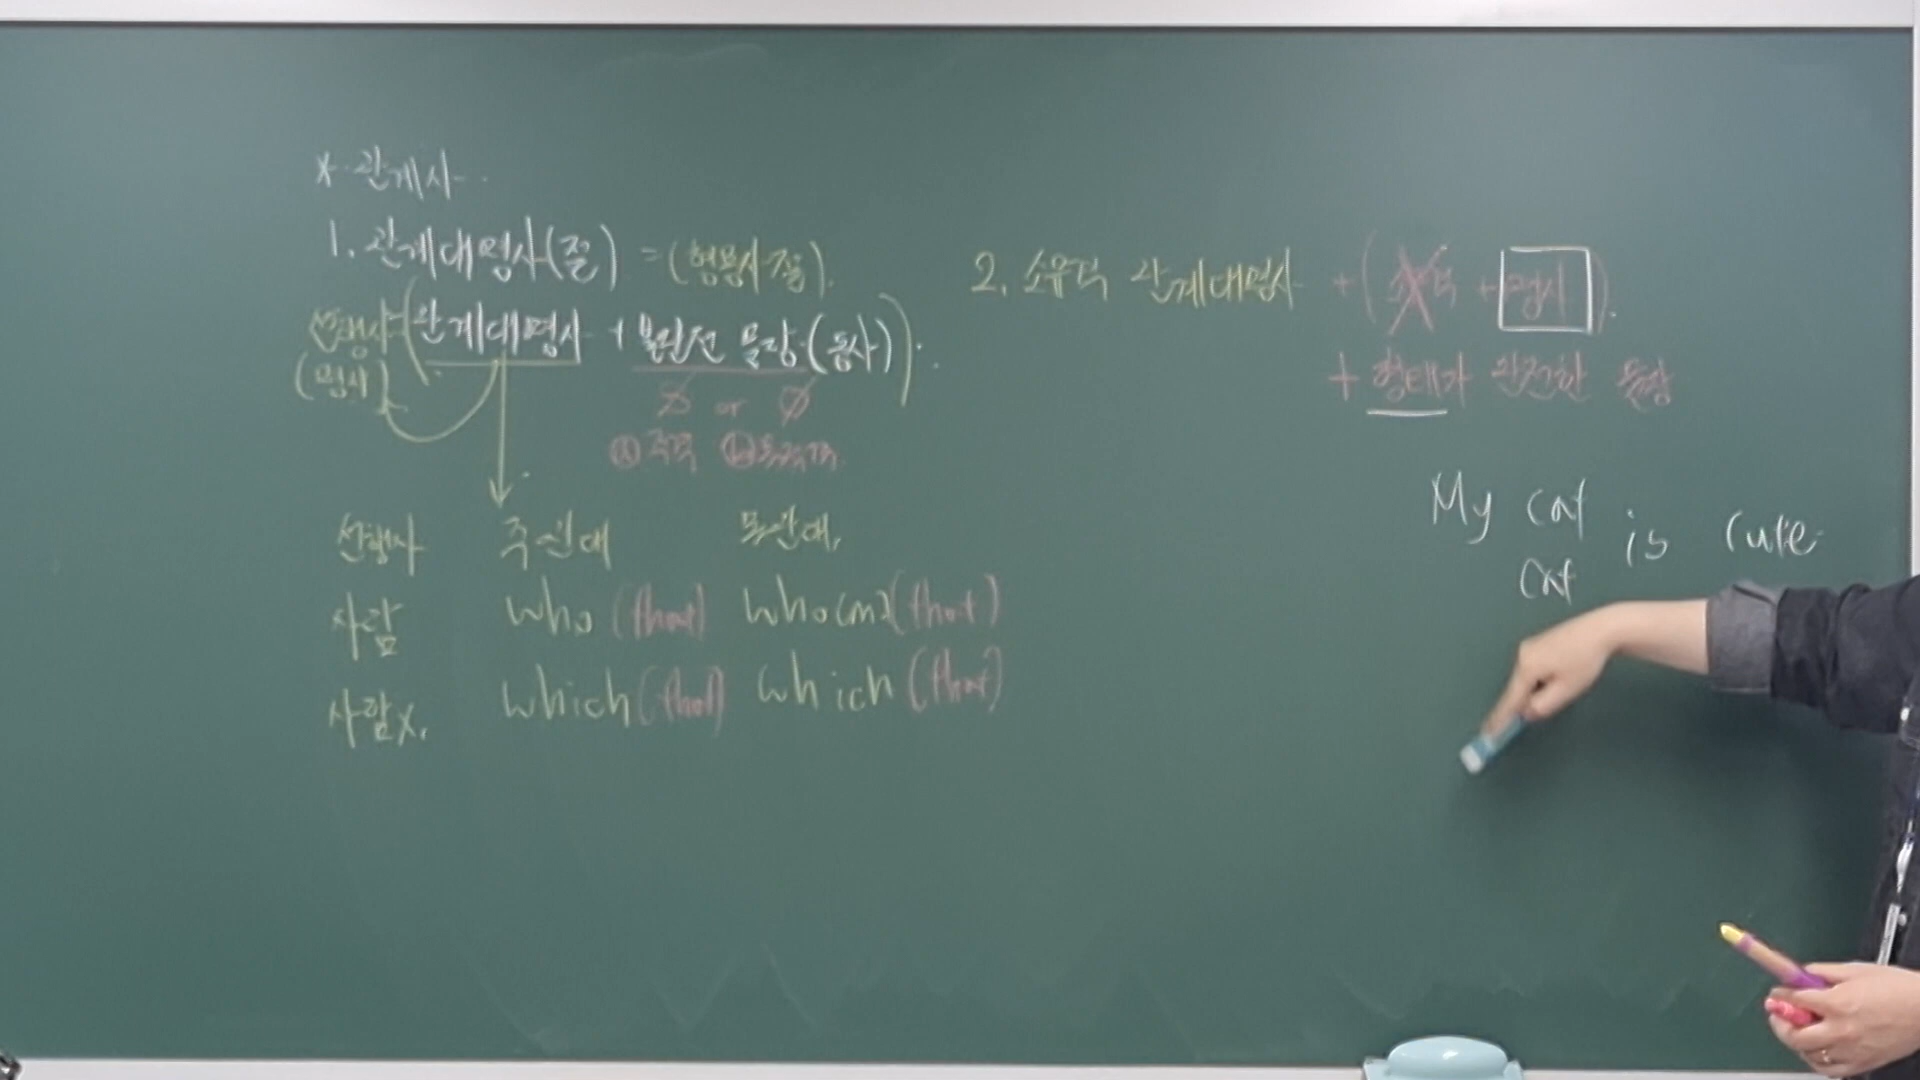 * 관계사
1. 관계대명사(절) = (형용사절).
선행사 (관계대명사 + 불완전 문장 (동사)).
(명사)
S or O
ⓐ 주격 ⓑ 목적격
선행사 주관대 목관대.
사람 who (that) who(m) (that)
사람x. which (that) which (that)
2. 소유격 관계대명사 + (소유격 + 명사).
+ 형태가 완전한 문장
My cat is cute
cat